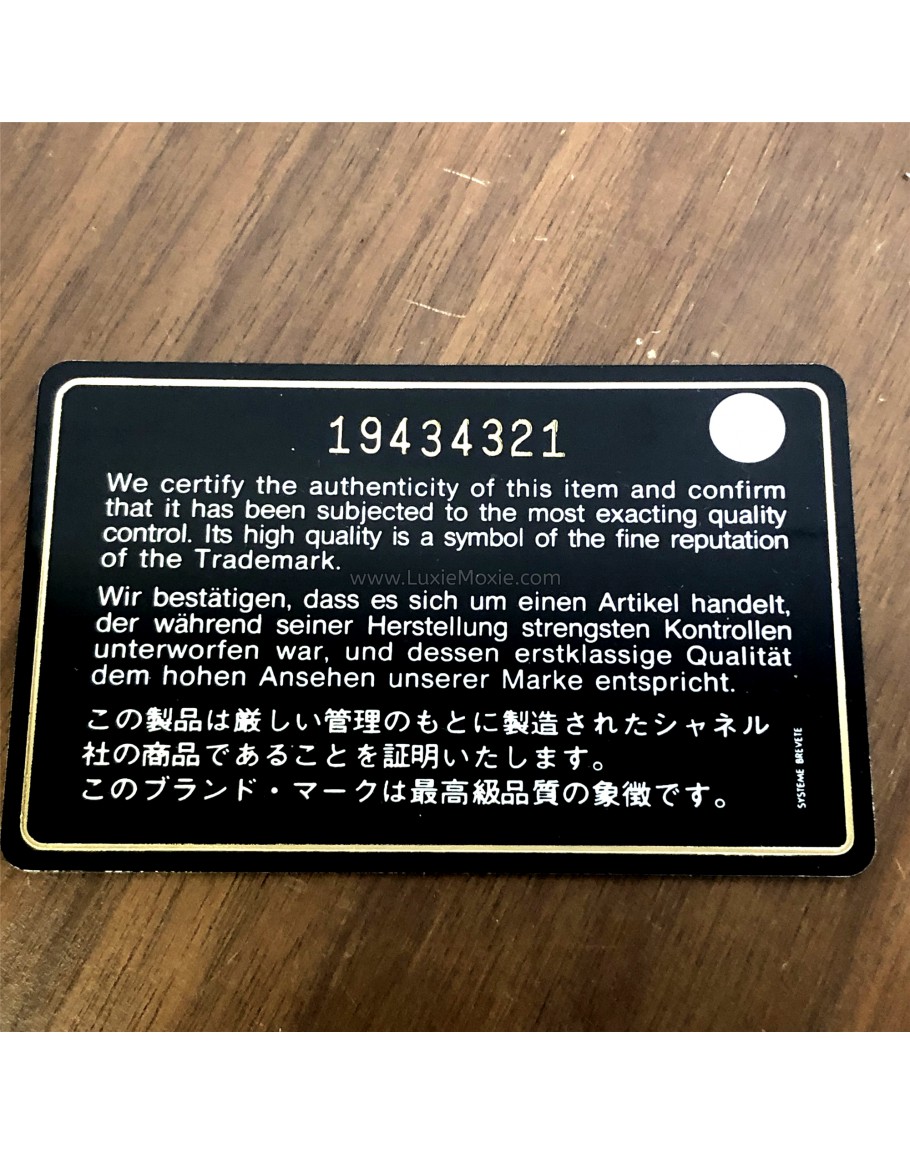 19434321
We certify the authenticity of this item and confirm
that it has been subjected to the most exacting quality
control. Its high quality is a symbol of the fine reputation
of the Trademark.
www.LuxieMoxie.com
Wir bestätigen, dass es sich um einen Artikel handelt,
der während seiner Herstellung strengsten Kontrollen
unterworfen war, und dessen erstklassige Qualität
dem hohen Ansehen unserer Marke entspricht.
この製品は厳しい管理のもとに製造されたシャネル
社の商品であることを証明いたします。
このブランド・マークは最高級品質の象徴です。
SYSTEME BREVETE